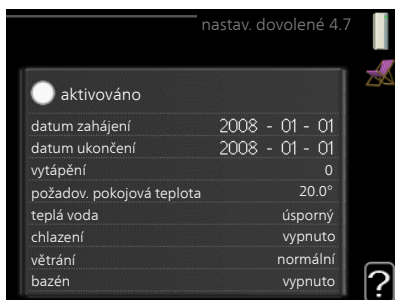 nastav. dovolené 4.7
aktivováno
datum zahájení 2008 - 01 - 01
datum ukončení 2008 - 01 - 01
vytápění 0
požadov. pokojová teplota 20.0°
teplá voda úsporný
chlazení vypnuto
větrání normální
bazén vypnuto
?